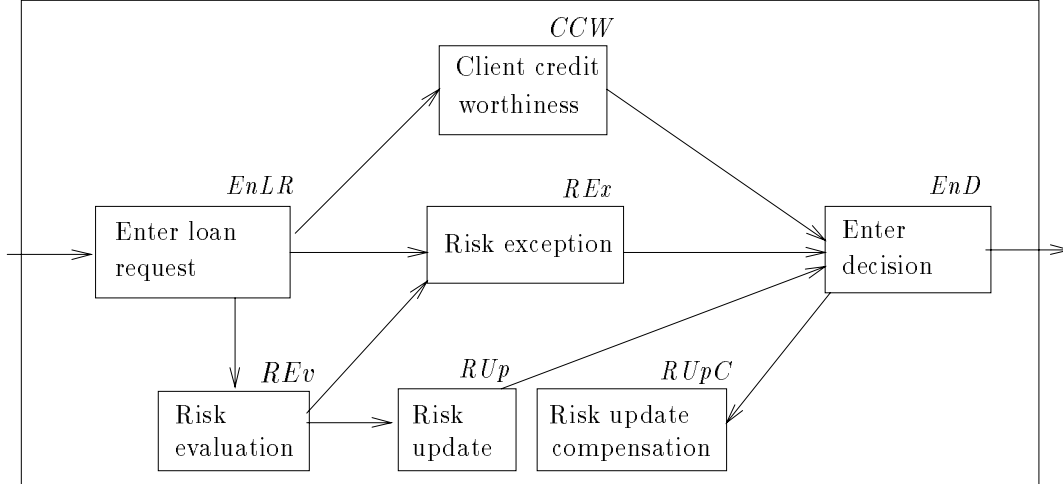 CCW
Client credit
worthiness
EnLR
Enter loan
request
REx
Risk exception
EnD
Enter
decision
REv
Risk
evaluation
RUp
Risk
update
RUpC
Risk update
compensation